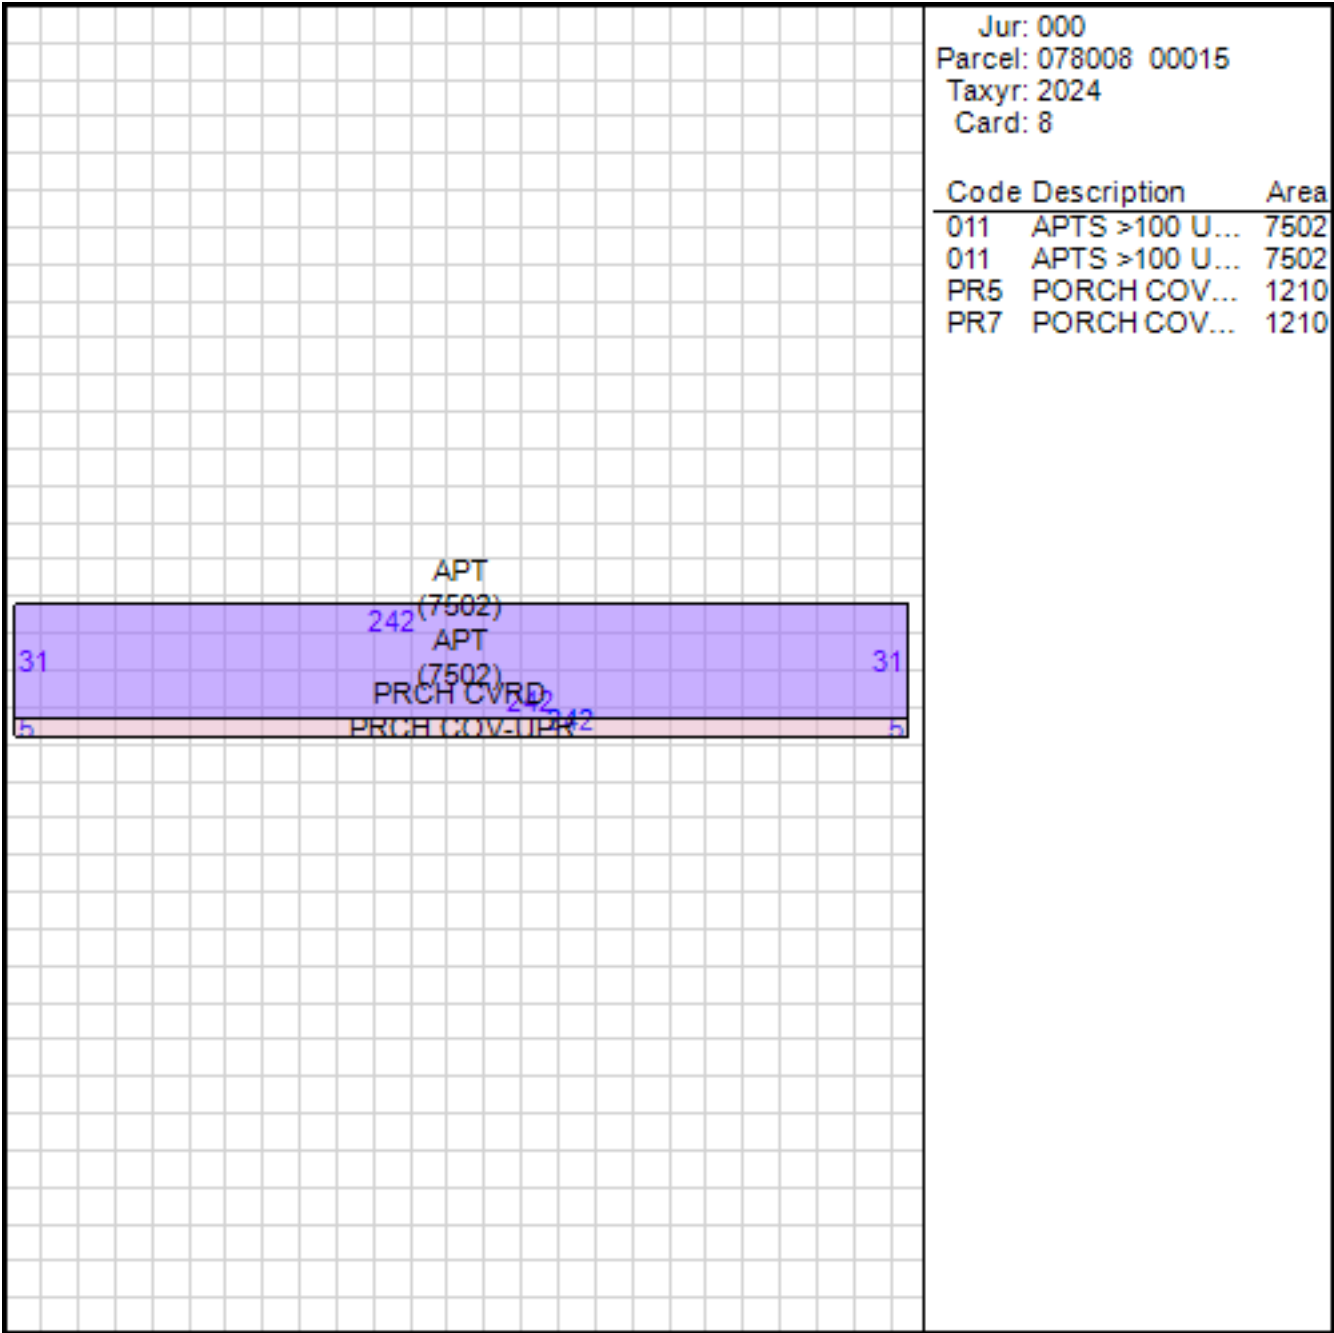 Jur: 000
Parcel: 078008 00015
Taxyr: 2024
Card: 8
Code Description Area
011 APTS >100 U... 7502
011 APTS >100 U... 7502
PR5 PORCH COV... 1210
PR7 PORCH COV... 1210
APT
(7502)
242
APT
31 31
(7502)
PRCH CVRD
242
242
5 PRCH COV-UPR 5